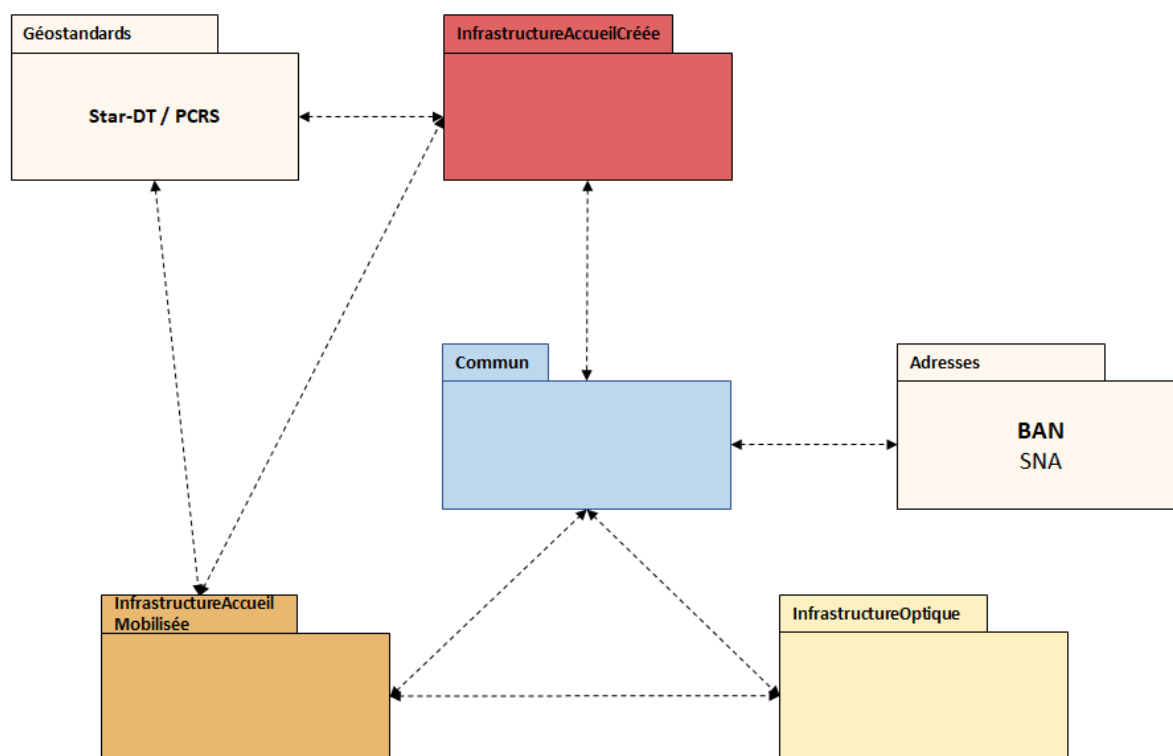 Géostandards
InfrastructureAccueilCréée
Star-DT / PCRS
Commun
Adresses
BAN
SNA
InfrastructureAccueil
Mobilisée
InfrastructureOptique